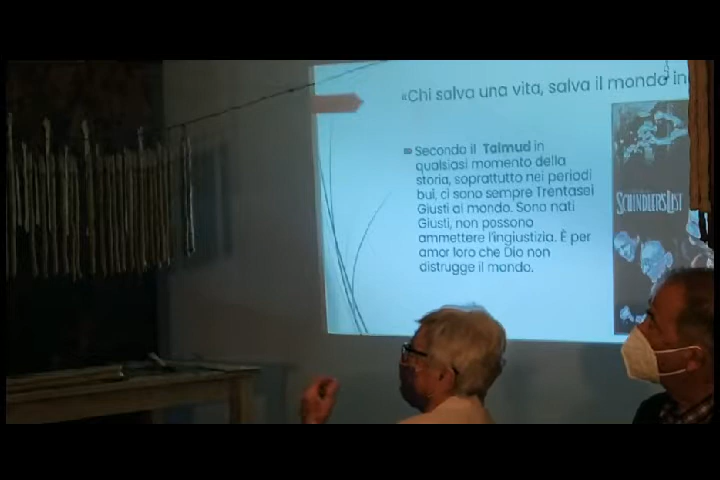 «Chi salva una vita, salva il mondo in
Secondo il Talmud in
qualsiasi momento della
storia, soprattutto nei periodi
bui, ci sono sempre Trentasei
Giusti al mondo. Sono nati
Giusti, non possono
ammettere l'ingiustizia. È per
amor loro che Dio non
distrugge il mondo.
SCHINDLER'S LIST